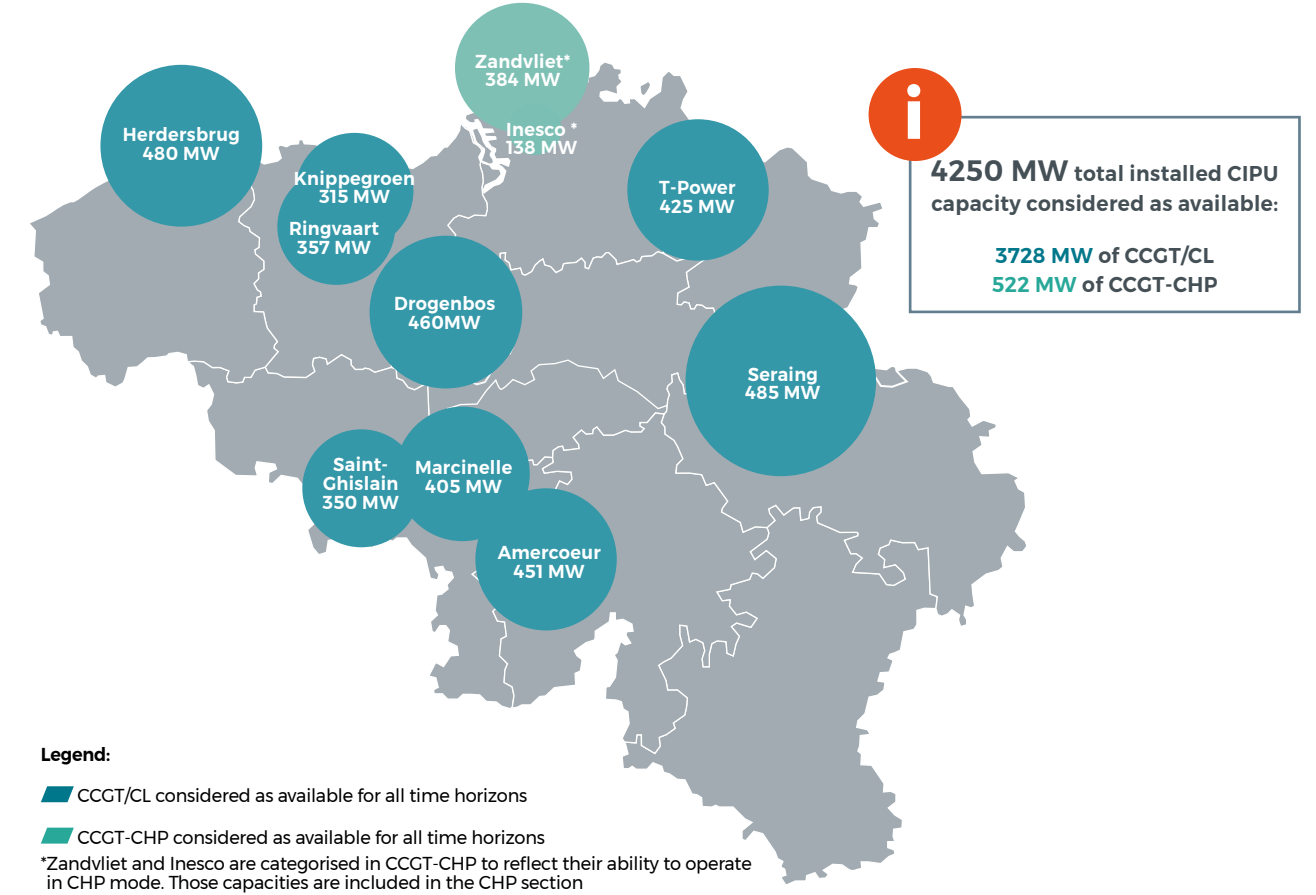 Zandvliet*
384 MW
Inesco *
138 MW
Herdersbrug
480 MW
Knippegroen
315 MW
Ringvaart
357 MW
T-Power
425 MW
Drogenbos
460MW
Seraing
485 MW
Saint-
Ghislain
350 MW
Marcinelle
405 MW
Amercoeur
451 MW
i
4250 MW total installed CIPU
capacity considered as available:
3728 MW of CCGT/CL
522 MW of CCGT-CHP
Legend:
CCGT/CL considered as available for all time horizons
CCGT-CHP considered as available for all time horizons
*Zandvliet and Inesco are categorised in CCGT-CHP to reflect their ability to operate
in CHP mode. Those capacities are included in the CHP section